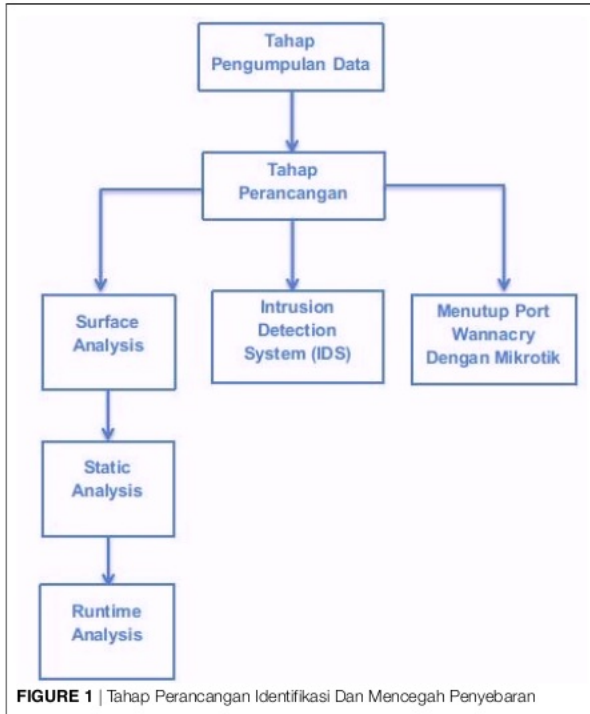 Tahap
Pengumpulan Data
Tahap
Perancangan
Surface
Analysis
Intrusion
Detection
System (IDS)
Menutup Port
Wannacry
Dengan Mikrotik
Static
Analysis
Runtime
Analysis
FIGURE 1 | Tahap Perancangan Identifikasi Dan Mencegah Penyebaran